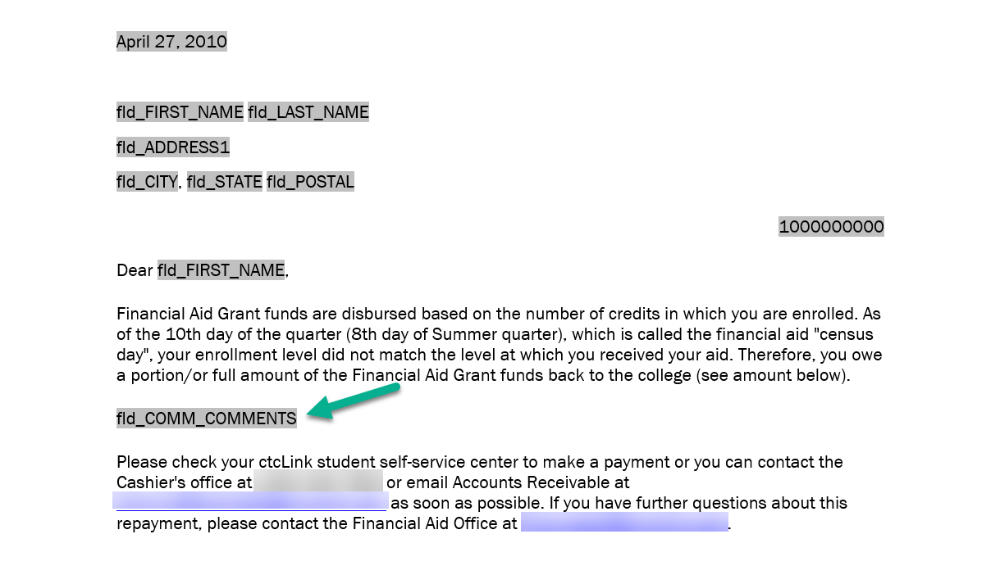 April 27, 2010
fld_FIRST_NAME fld_LAST_NAME
fld_ADDRESS1
fld_CITY, fld_STATE fld_POSTAL
1000000000
Dear fld_FIRST_NAME,
Financial Aid Grant funds are disbursed based on the number of credits in which you are enrolled. As
of the 10th day of the quarter (8th day of Summer quarter), which is called the financial aid "census
day", your enrollment level did not match the level at which you received your aid. Therefore, you owe
a portion/or full amount of the Financial Aid Grant funds back to the college (see amount below).
fld_COMM_COMMENTS
Please check your ctcLink student self-service center to make a payment or you can contact the
Cashier's office at or email Accounts Receivable at
as soon as possible. If you have further questions about this
repayment, please contact the Financial Aid Office at .